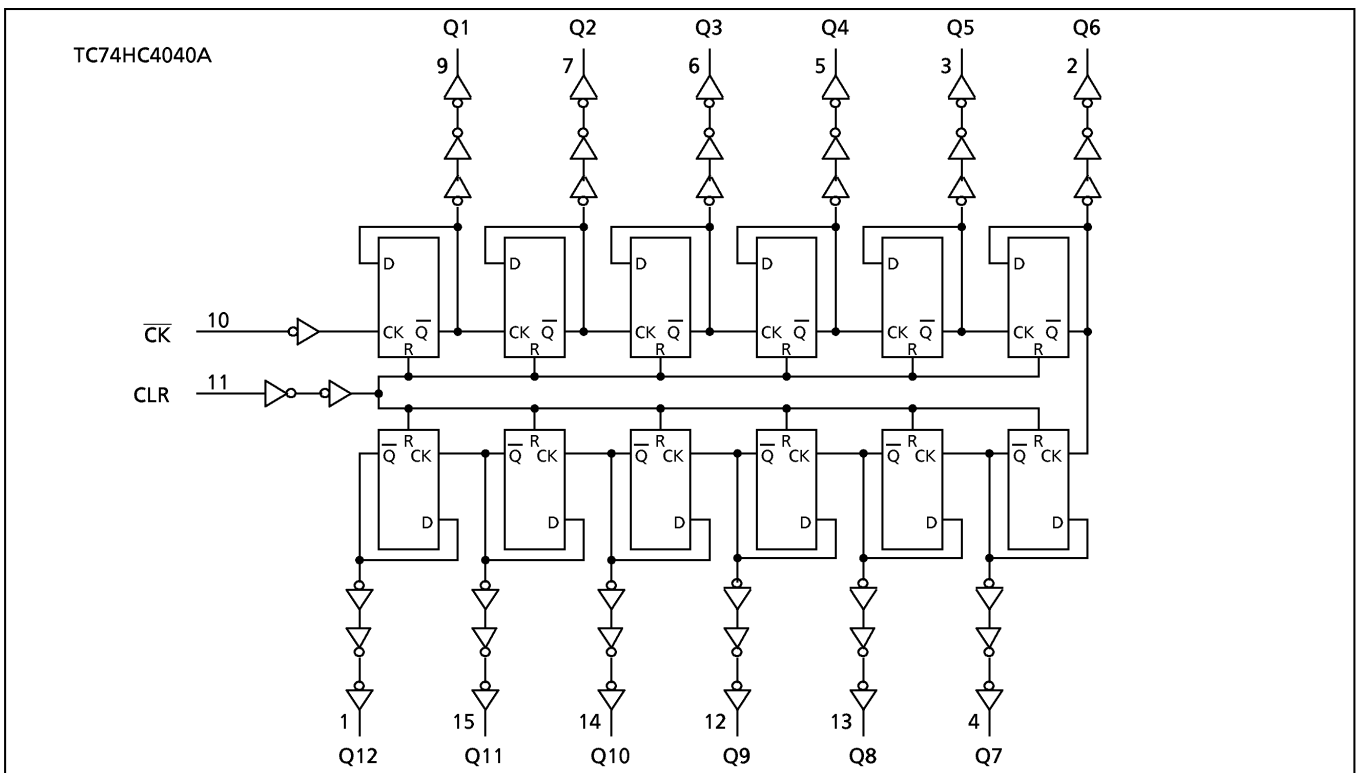 Q1 Q2 Q3 Q4 Q5 Q6
TC74HC4040A
9 7 6 5 3 2
D D D D D D
C̅K̅ 10 CK Q̅ CK Q̅ CK Q̅ CK Q̅ CK Q̅ CK Q̅
R R R R R R
CLR 11
R R R R R R
Q̅ CK Q̅ CK Q̅ CK Q̅ CK Q̅ CK Q̅ CK
D D D D D D
1 15 14 12 13 4
Q12 Q11 Q10 Q9 Q8 Q7